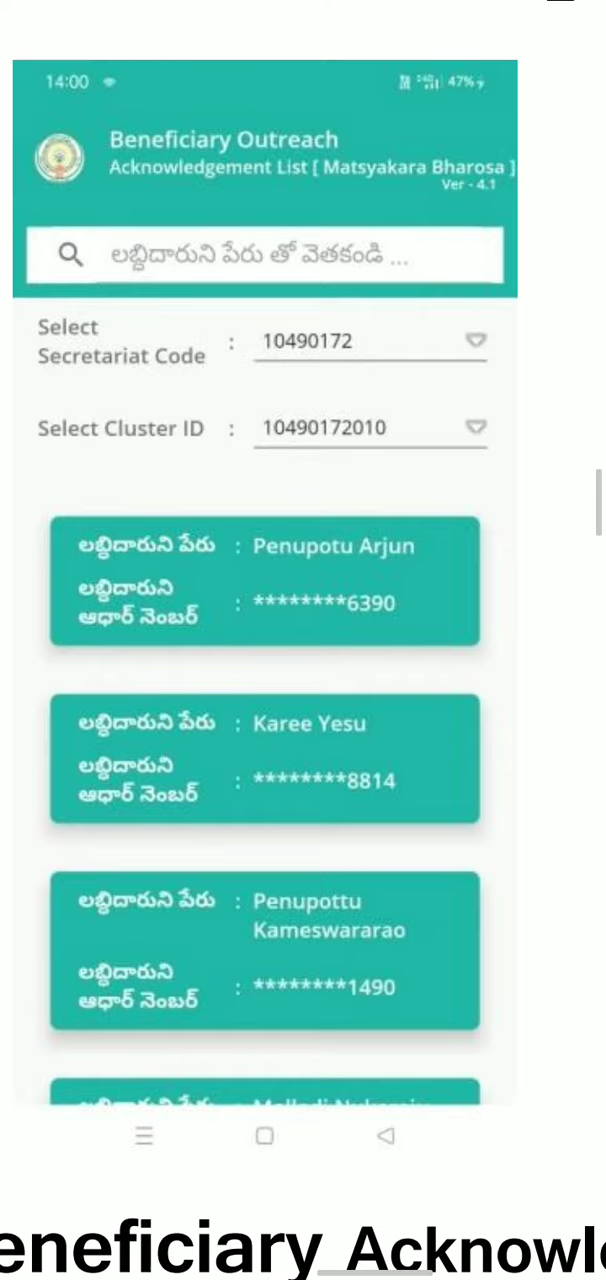 14:00
47%
Beneficiary Outreach
Acknowledgement List [ Matsyakara Bharosa ]
Ver - 4.1
లబ్ధిదారుని పేరు తో వెతకండి ...
Select
Secretariat Code : 10490172
Select Cluster ID : 10490172010
లబ్ధిదారుని పేరు : Penupotu Arjun
లబ్ధిదారుని
ఆధార్ నెంబర్ : ********6390
లబ్ధిదారుని పేరు : Karee Yesu
లబ్ధిదారుని
ఆధార్ నెంబర్ : ********8814
లబ్ధిదారుని పేరు : Penupottu
Kameswararao
లబ్ధిదారుని
ఆధార్ నెంబర్ : ********1490
eneficiary Acknowle